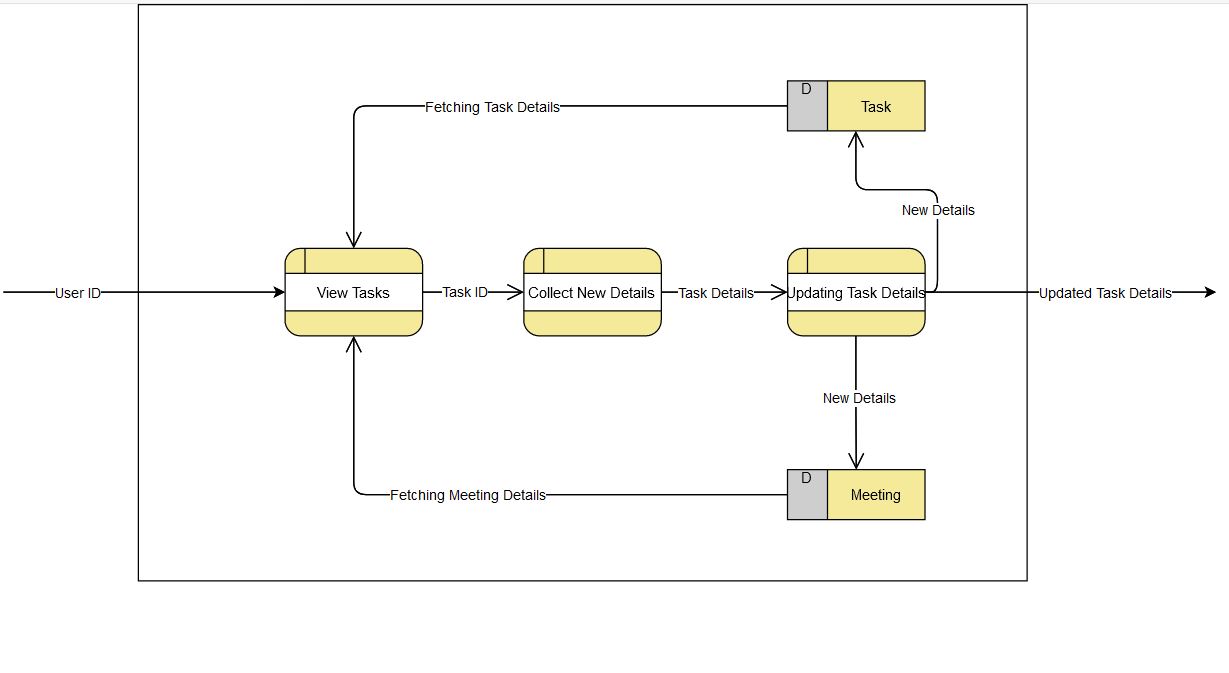 D
Task
Fetching Task Details
New Details
User ID
View Tasks
Task ID
Collect New Details
Task Details
Updating Task Details
Updated Task Details
New Details
D
Meeting
Fetching Meeting Details